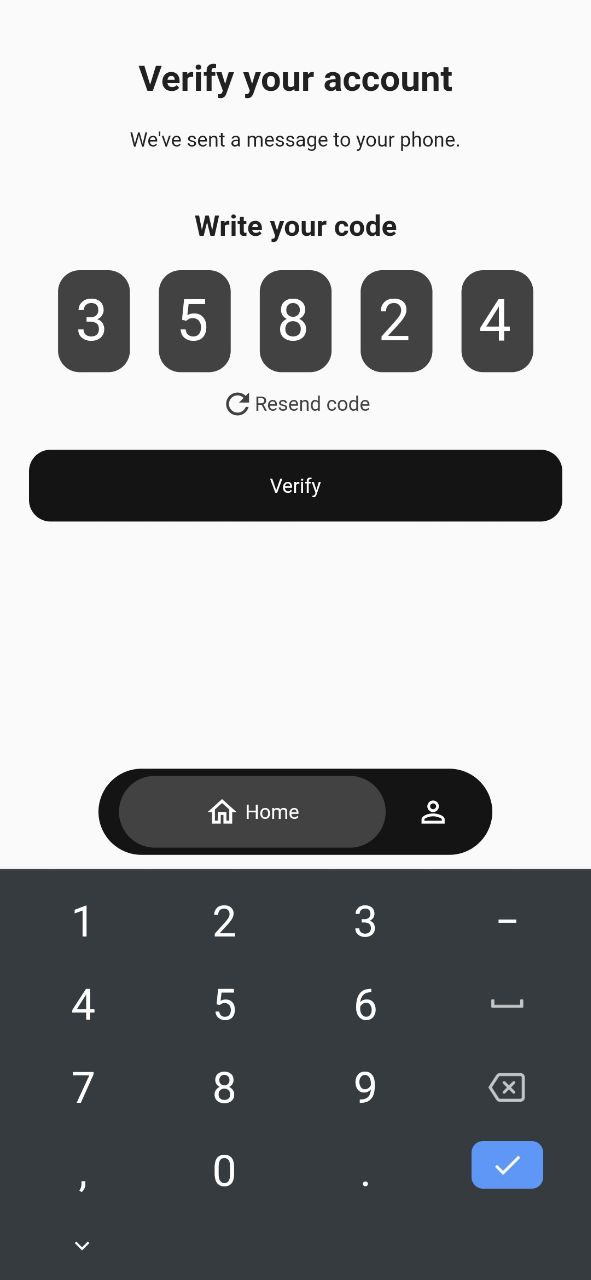 Verify your account
We've sent a message to your phone.
Write your code
3 5 8 2 4
Resend code
Verify
Home
1 2 3 −
4 5 6
7 8 9
, 0 .